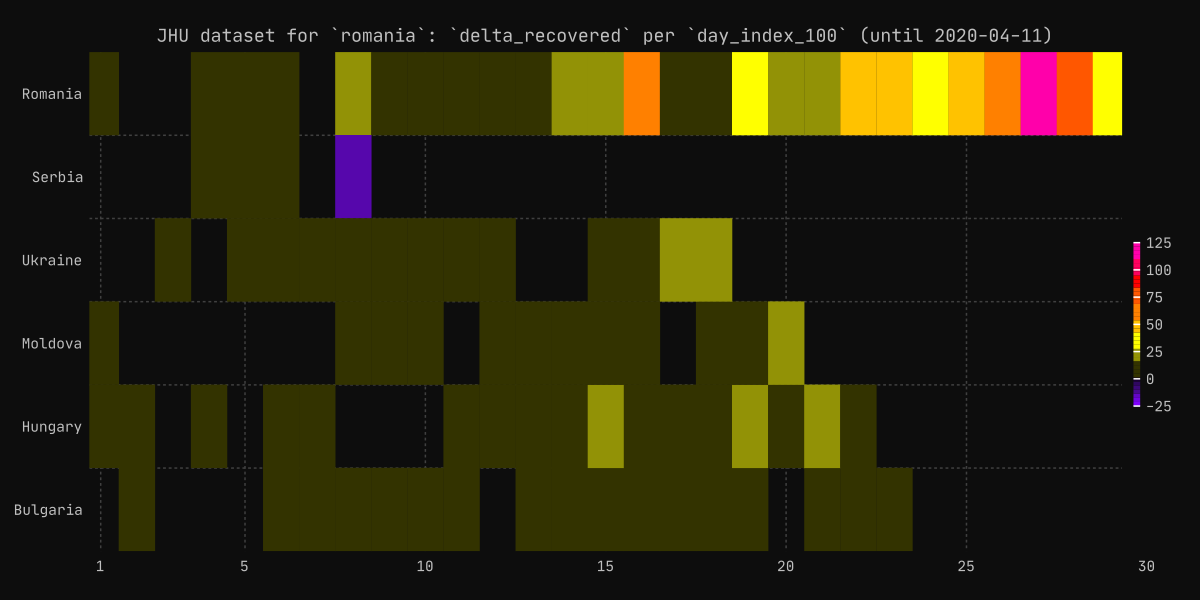 JHU dataset for `romania`: `delta_recovered` per `day_index_100` (until 2020-04-11)
Romania
Serbia
Ukraine
Moldova
Hungary
Bulgaria
125
100
75
50
25
0
-25
1 5 10 15 20 25 30